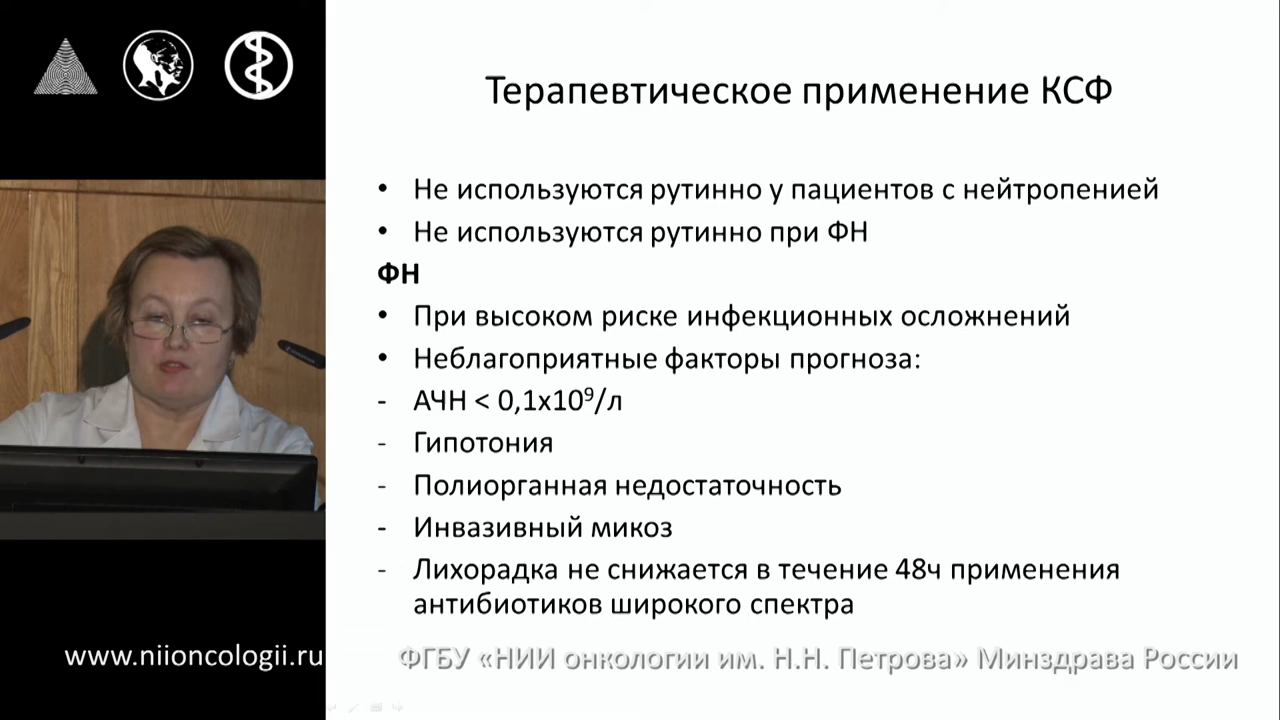 Терапевтическое применение КСФ
• Не используются рутинно у пациентов с нейтропенией
• Не используются рутинно при ФН
ФН
• При высоком риске инфекционных осложнений
• Неблагоприятные факторы прогноза:
- АЧН < 0,1x10⁹/л
- Гипотония
- Полиорганная недостаточность
- Инвазивный микоз
- Лихорадка не снижается в течение 48ч применения
антибиотиков широкого спектра
www.niioncologii.ru
ФГБУ «НИИ онкологии им. Н.Н. Петрова» Минздрава России